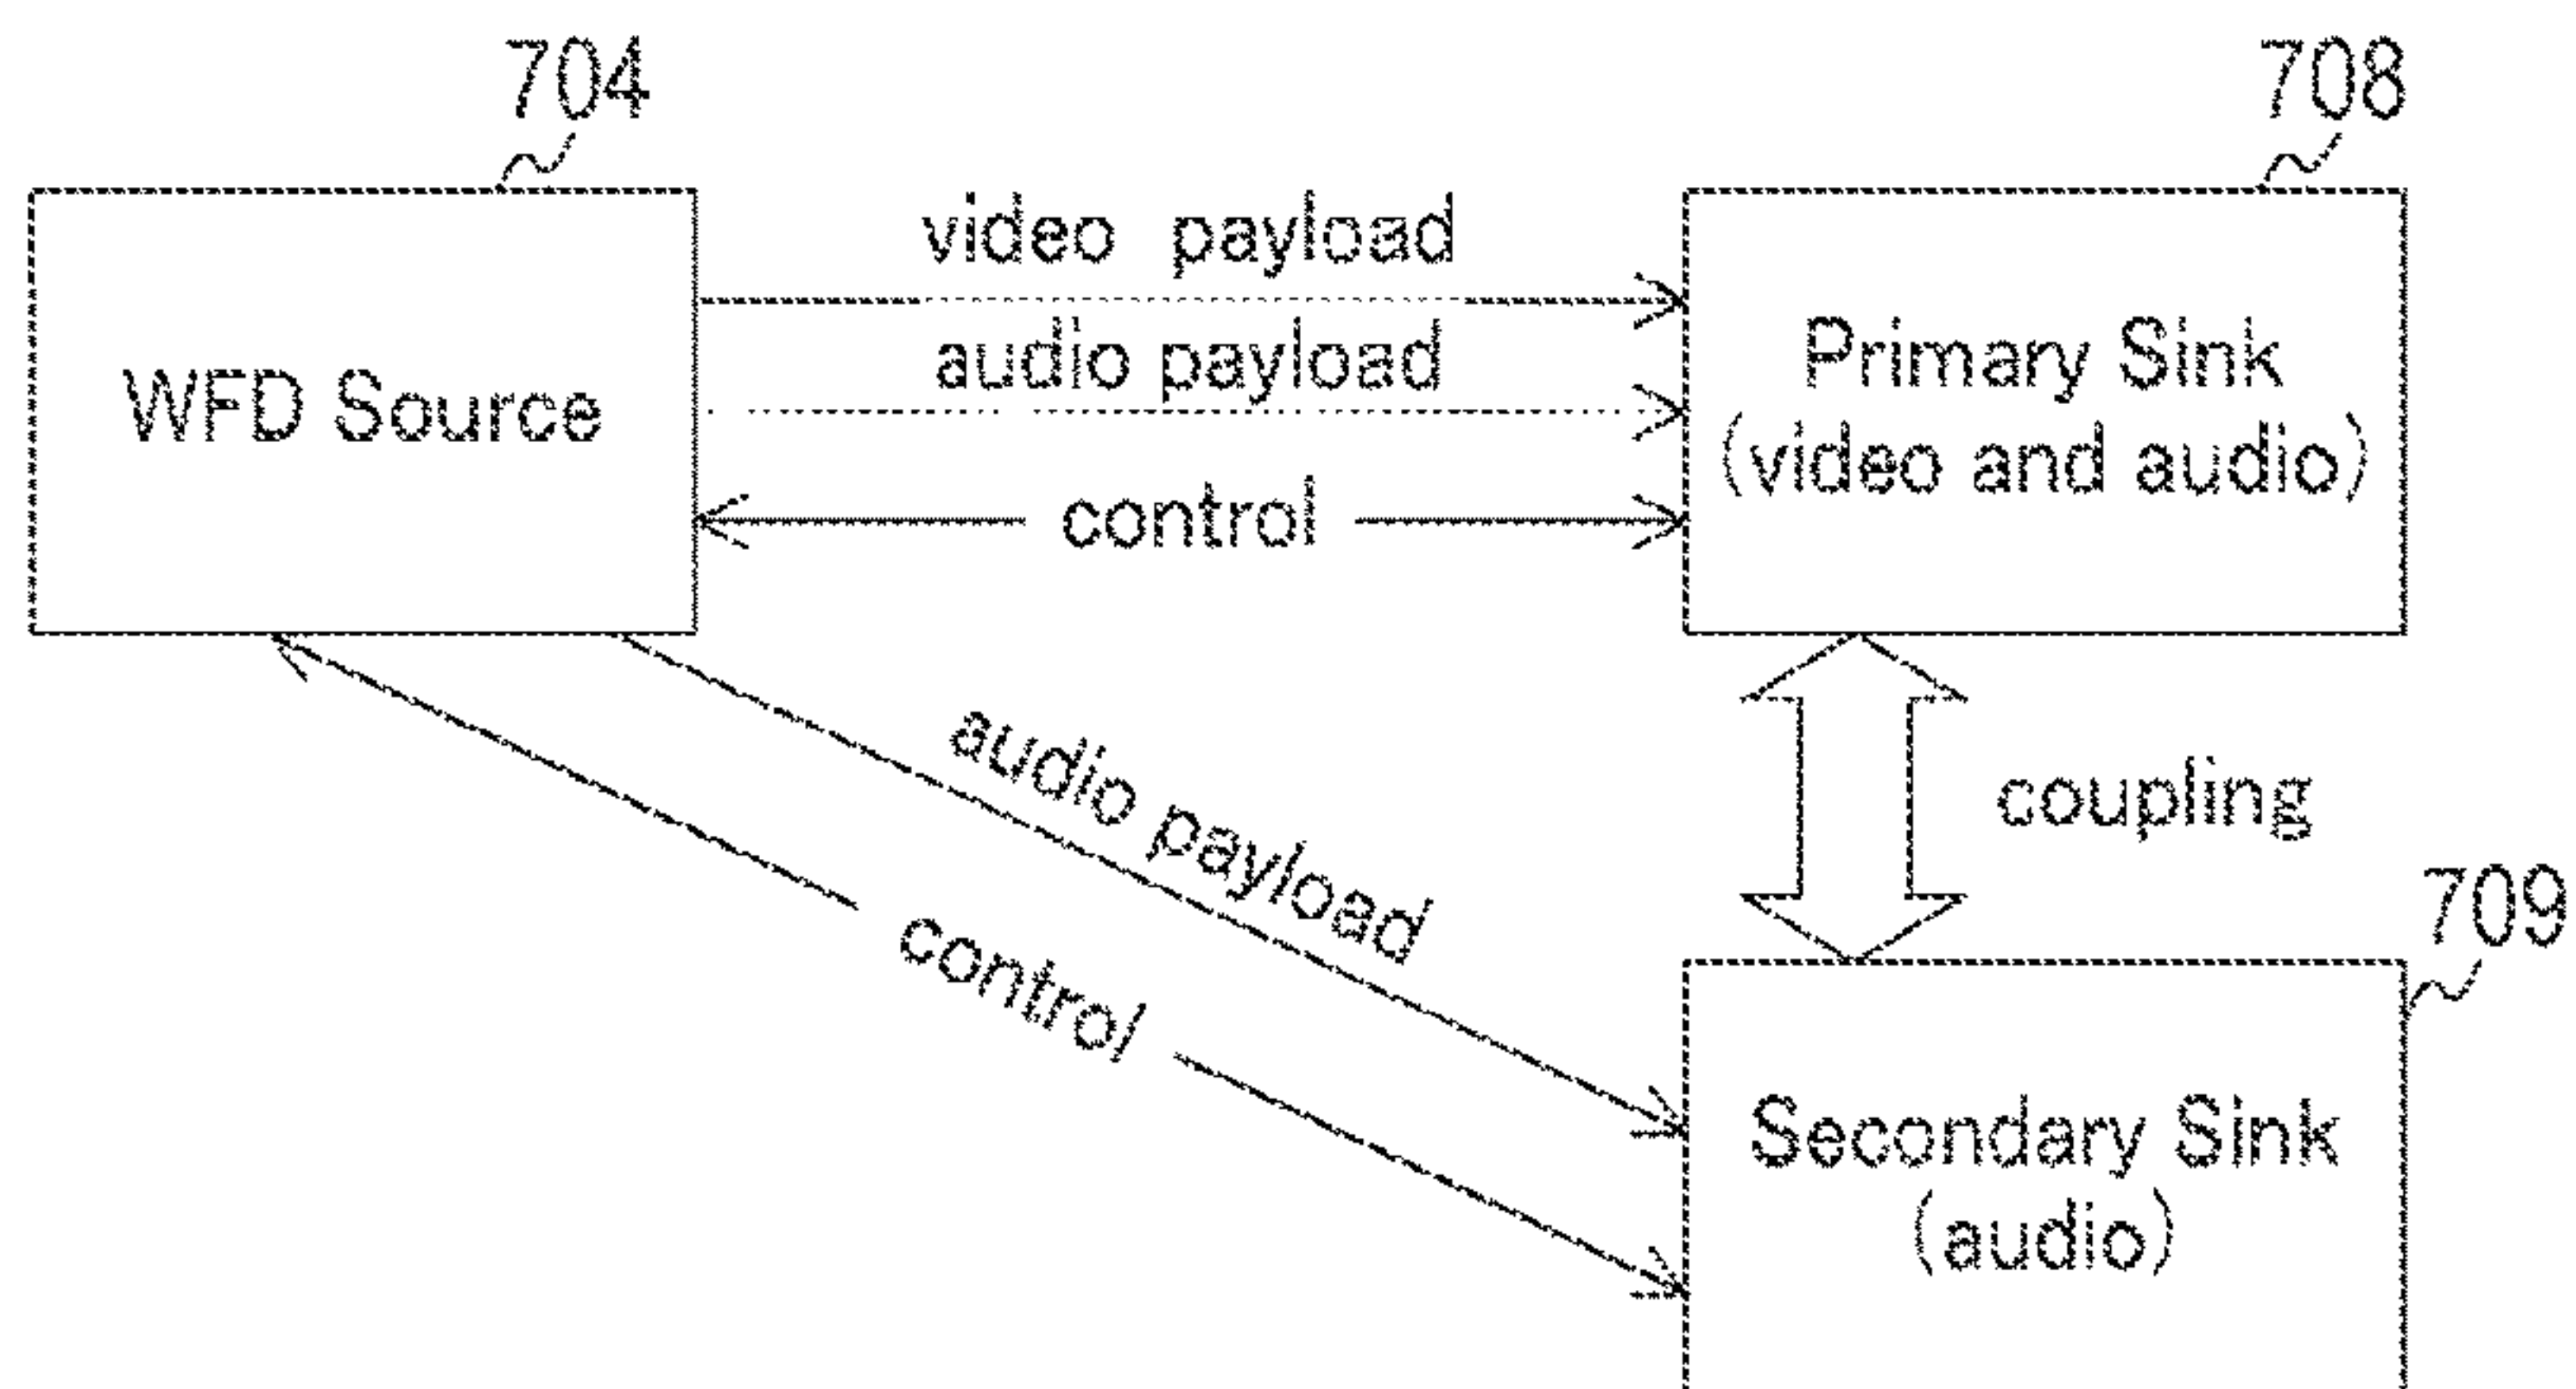 704
708
video payload
WFD Source
audio payload
Primary Sink
(video and audio)
control
audio payload
coupling
control
709
Secondary Sink
(audio)